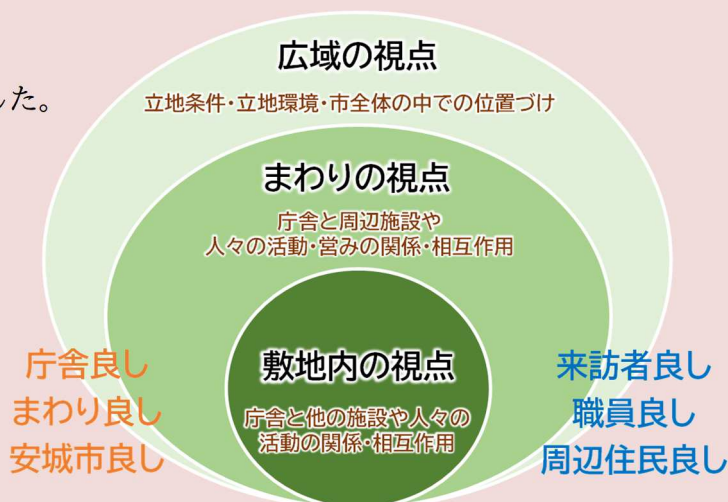 広域の視点
した。
立地条件・立地環境・市全体の中での位置づけ
まわりの視点
庁舎と周辺施設や
人々の活動・営みの関係・相互作用
敷地内の視点
庁舎と他の施設や人々の
活動の関係・相互作用
庁舎良し
まわり良し
安城市良し
来訪者良し
職員良し
周辺住民良し